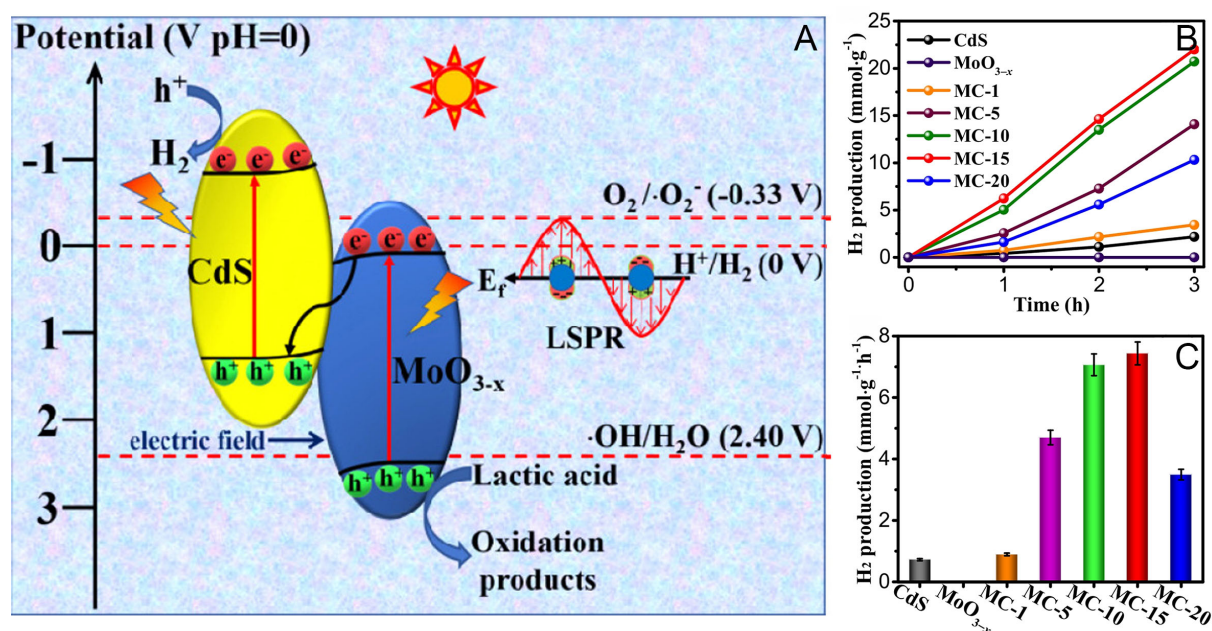 A
Potential (V pH=0)
h⁺
H₂
-1
0
1
2
3
e⁻ e⁻ e⁻
CdS
h⁺ h⁺ h⁺
e⁻ e⁻ e⁻
MoO₃₋ₓ
h⁺ h⁺ h⁺
electric field
O₂/·O₂⁻ (-0.33 V)
H⁺/H₂ (0 V)
E_f
LSPR
·OH/H₂O (2.40 V)
Lactic acid
Oxidation
products
B
H₂ production (mmol·g⁻¹)
25
20
15
10
5
0
CdS
MoO₃₋ₓ
MC-1
MC-5
MC-10
MC-15
MC-20
0 1 2 3
Time (h)
C
H₂ production (mmol·g⁻¹·h⁻¹)
8
6
4
2
0
CdS MoO₃₋ₓ MC-1 MC-5 MC-10 MC-15 MC-20